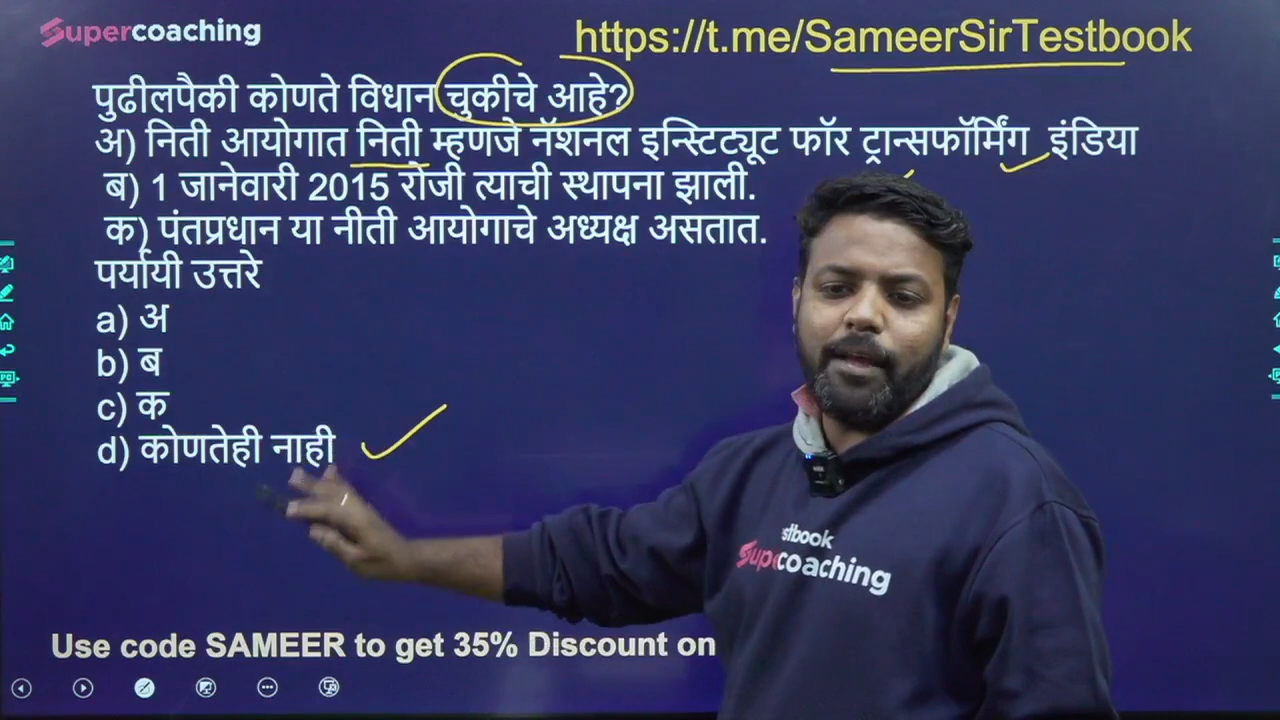 Supercoaching
https://t.me/SameerSirTestbook
पुढीलपैकी कोणते विधान चुकीचे आहे?
अ) निती आयोगात निती म्हणजे नॅशनल इन्स्टिट्यूट फॉर ट्रान्सफॉर्मिंग इंडिया
ब) 1 जानेवारी 2015 रोजी त्याची स्थापना झाली.
क) पंतप्रधान या नीती आयोगाचे अध्यक्ष असतात.
पर्यायी उत्तरे
a) अ
b) ब
c) क
d) कोणतेही नाही
stbook
Supercoaching
Use code SAMEER to get 35% Discount on